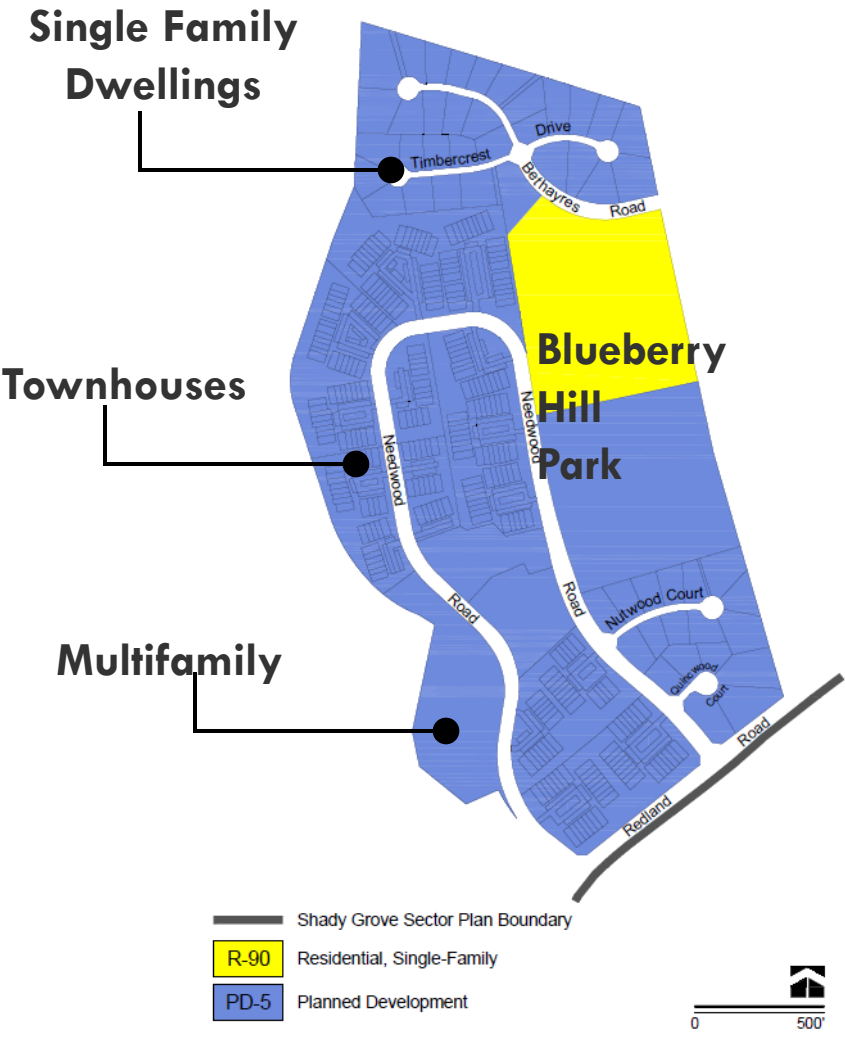 Single Family
Dwellings
Drive
Timbercrest
Bethayres
Road
Blueberry
Hill
Park
Townhouses
Needwood
Needwood
Road
Road
Nutwood Court
Multifamily
Quincwood
Court
Road
Redland
Shady Grove Sector Plan Boundary
R-90 Residential, Single-Family
PD-5 Planned Development
0 500'